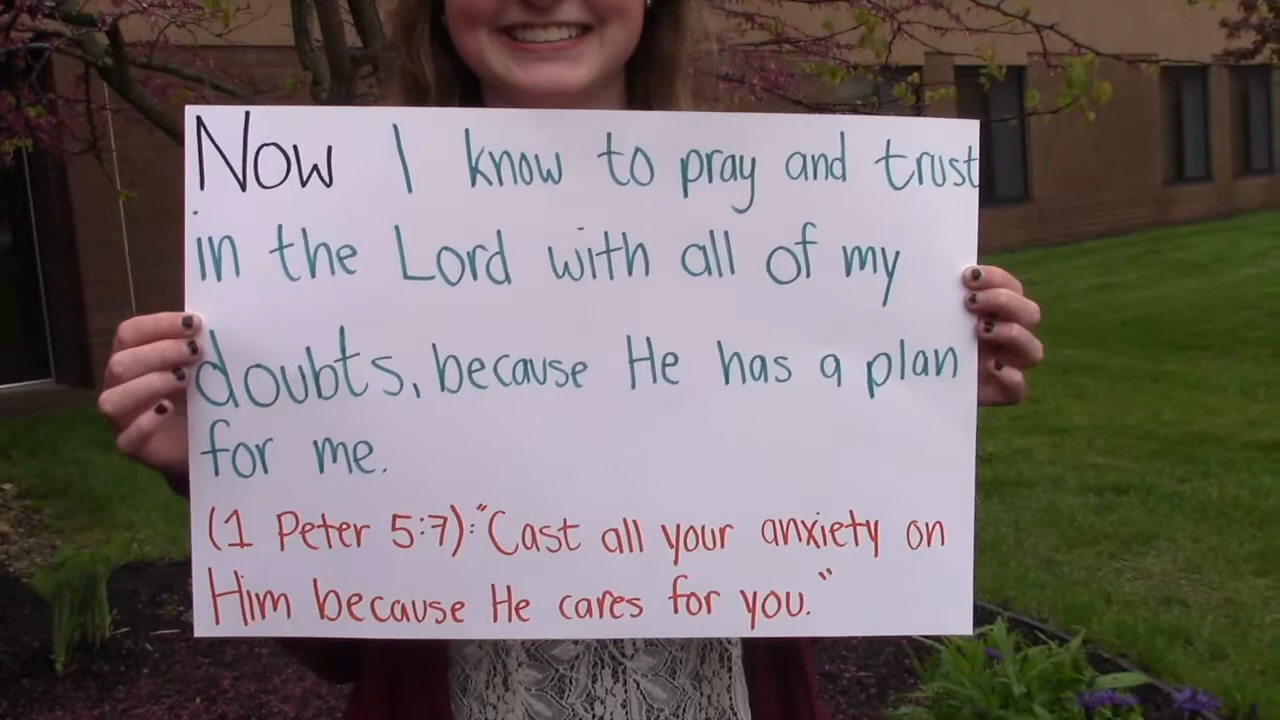 Now I know to pray and trust
in the Lord with all of my
doubts, because He has a plan
for me.
(1 Peter 5:7): "Cast all your anxiety on
Him because He cares for you."